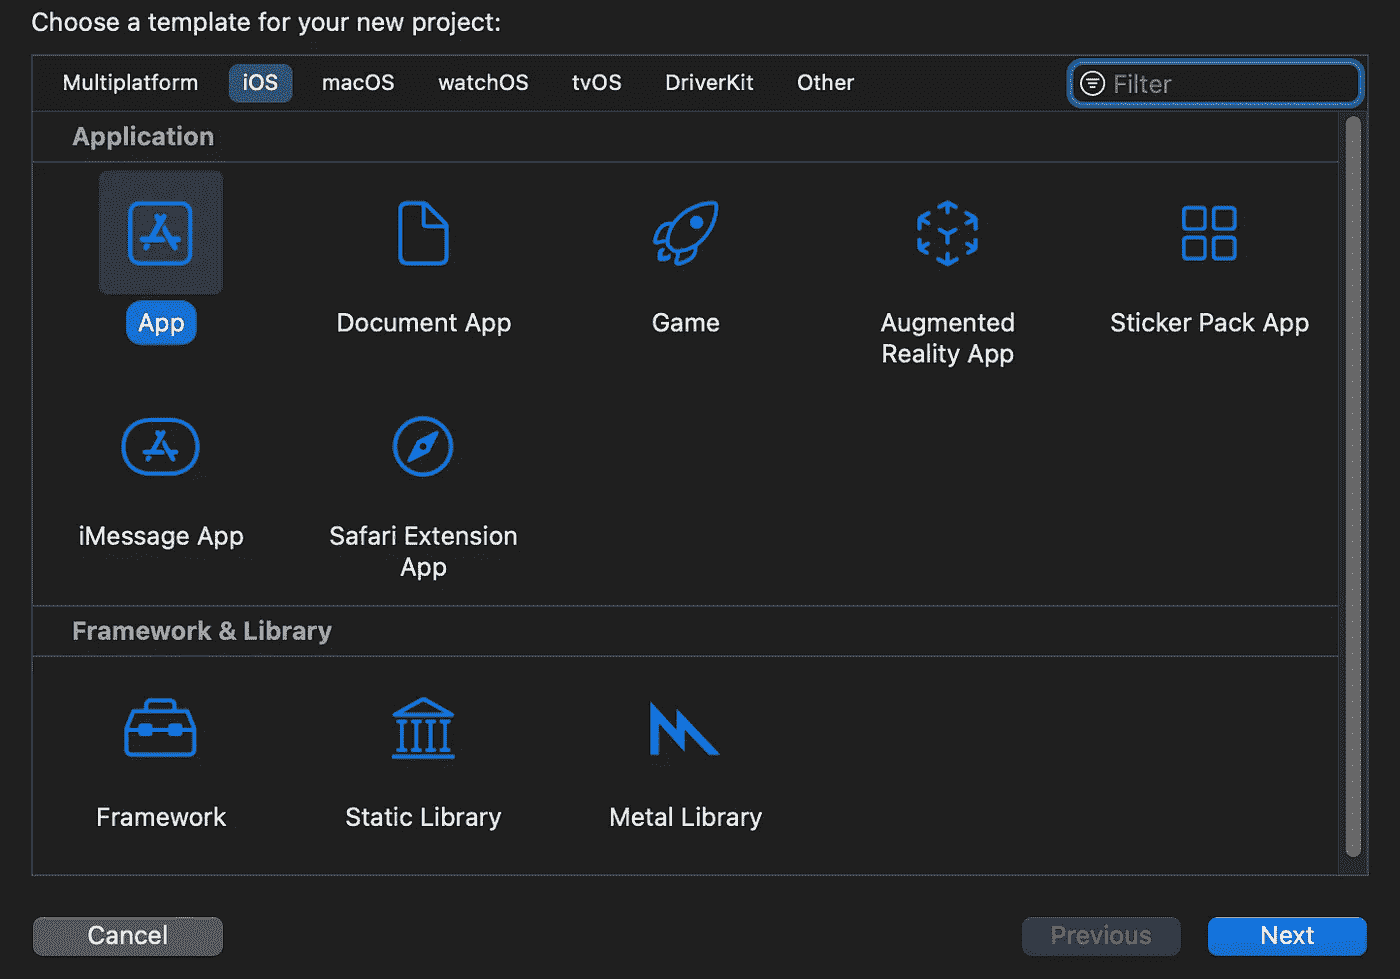 Choose a template for your new project:
Multiplatform iOS macOS watchOS tvOS DriverKit Other Filter
Application
App Document App Game Augmented Sticker Pack App
Reality App
iMessage App Safari Extension
App
Framework & Library
Framework Static Library Metal Library
Cancel Previous Next